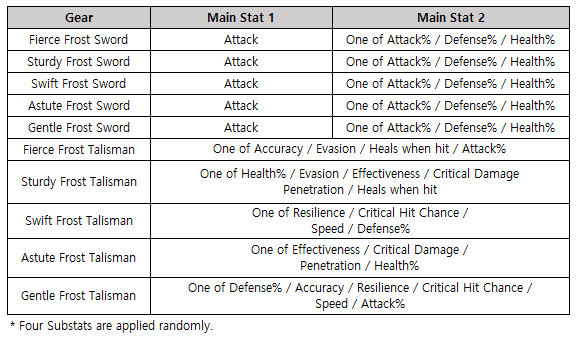 Gear Main Stat 1 Main Stat 2
Fierce Frost Sword Attack One of Attack% / Defense% / Health%
Sturdy Frost Sword Attack One of Attack% / Defense% / Health%
Swift Frost Sword Attack One of Attack% / Defense% / Health%
Astute Frost Sword Attack One of Attack% / Defense% / Health%
Gentle Frost Sword Attack One of Attack% / Defense% / Health%
Fierce Frost Talisman One of Accuracy / Evasion / Heals when hit / Attack%
Sturdy Frost Talisman One of Health% / Evasion / Effectiveness / Critical Damage
Penetration / Heals when hit
Swift Frost Talisman One of Resilience / Critical Hit Chance /
Speed / Defense%
Astute Frost Talisman One of Effectiveness / Critical Damage /
Penetration / Health%
Gentle Frost Talisman One of Defense% / Accuracy / Resilience / Critical Hit Chance /
Speed / Attack%
* Four Substats are applied randomly.